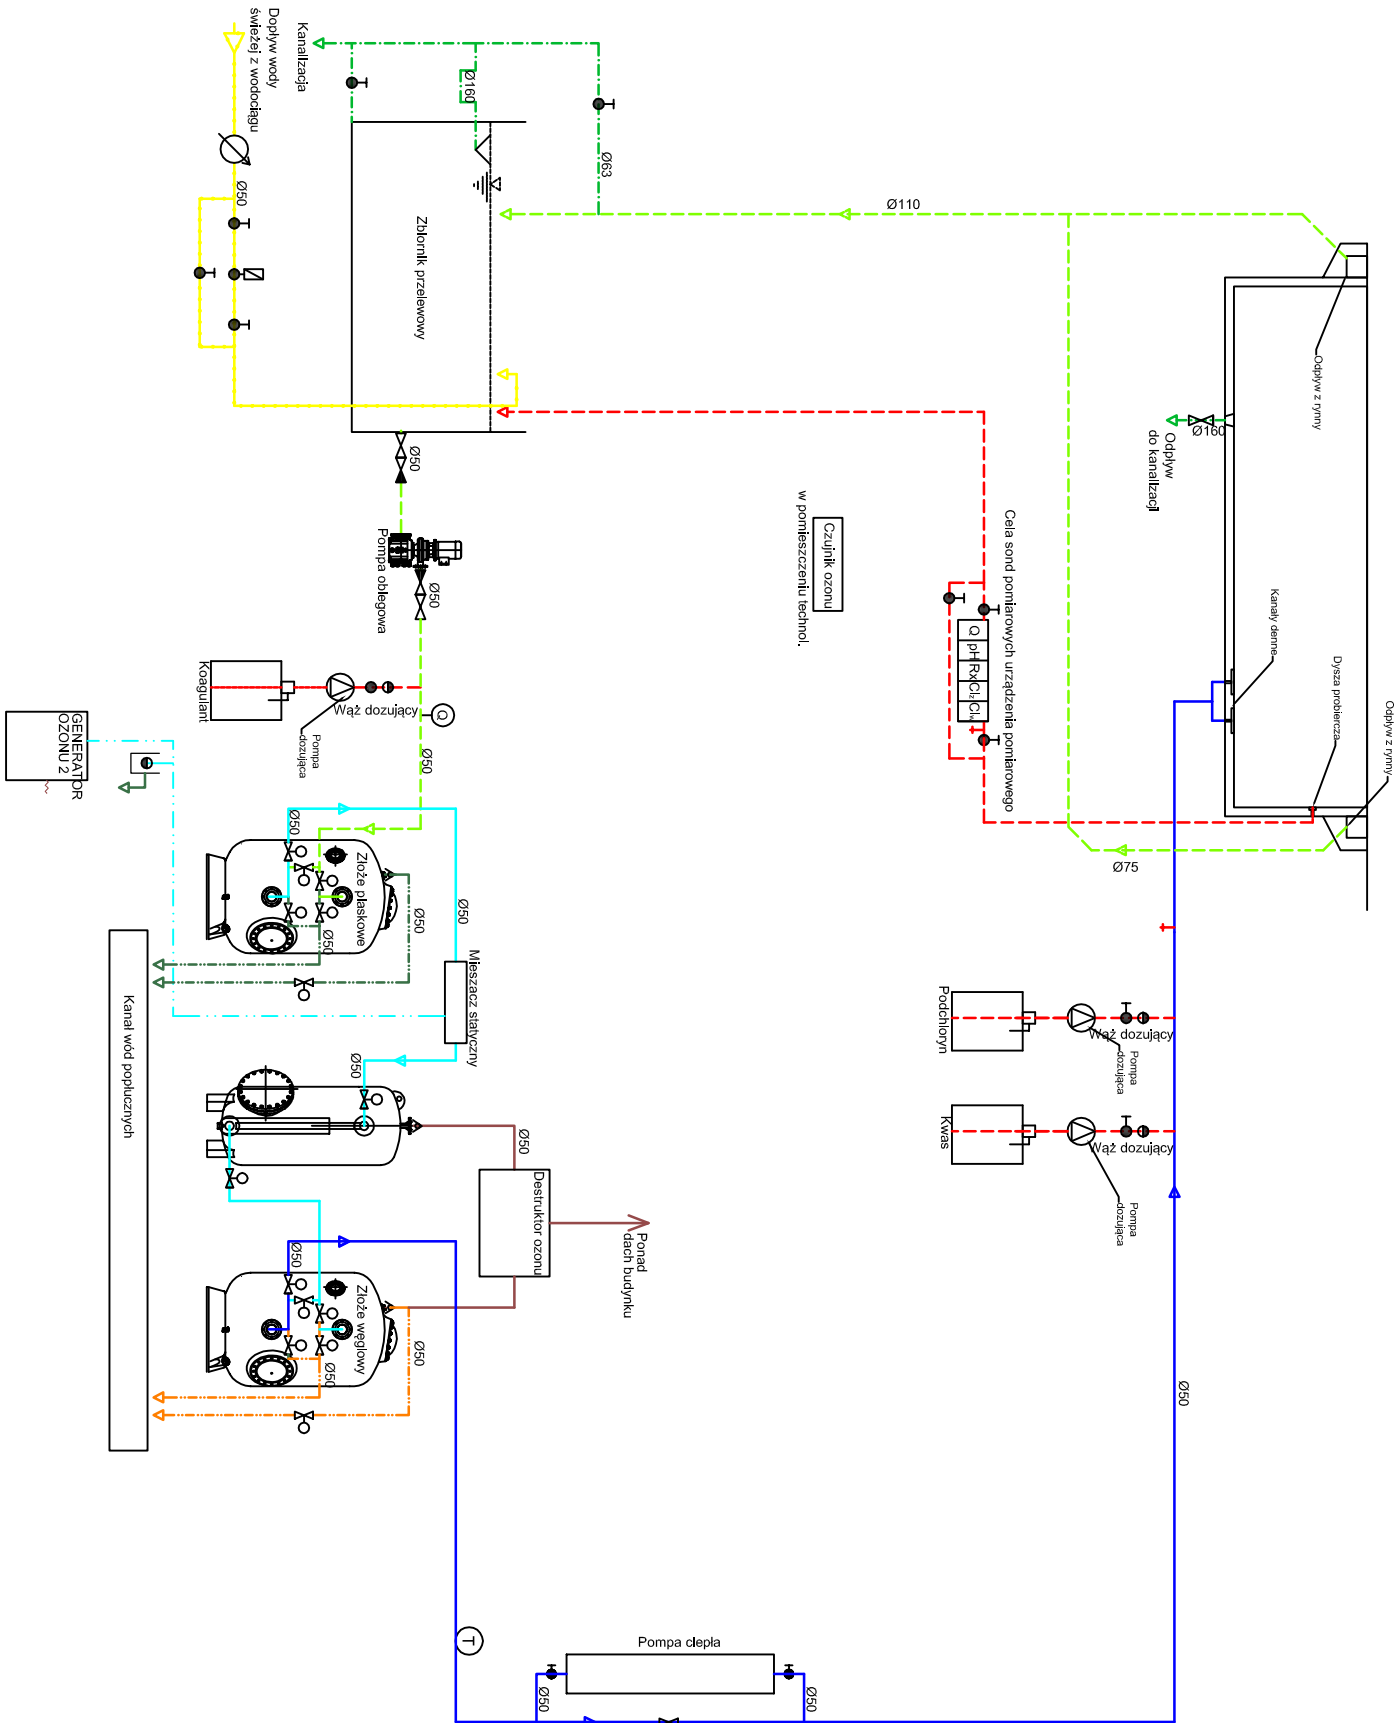 Dopływ wody
świeżej z wodociągu
Kanalizacja
Ø160
Ø63
Ø50
Zbiornik przelewowy
Ø110
Odpływ z rynny
Ø160
Odpływ
do kanalizacji
Kanały denne
Dysza probiercza
Odpływ z rynny
Ø75
Cela sond pomiarowych urządzenia pomiarowego
Q pH Rx Cl₂ Clw
Czujnik ozonu
w pomieszczeniu technol.
Ø50
Pompa obiegowa
Ø50
Koagulant
Wąż dozujący
Pompa
dozująca
Q
Ø50
GENERATOR
OZONU 2
Ø50
Złoże piaskowe
Ø50
Ø50
Ø50
Mieszacz statyczny
Kanał wód popłucznych
Ø50
Ø50
Destruktor ozonu
Ponad
dach budynku
Ø50
Złoże węglowy
Ø50
Ø50
Podchloryn
Wąż dozujący
Pompa
dozująca
Kwas
Wąż dozujący
Pompa
dozująca
Ø50
T
Pompa ciepła
Ø50
Ø50